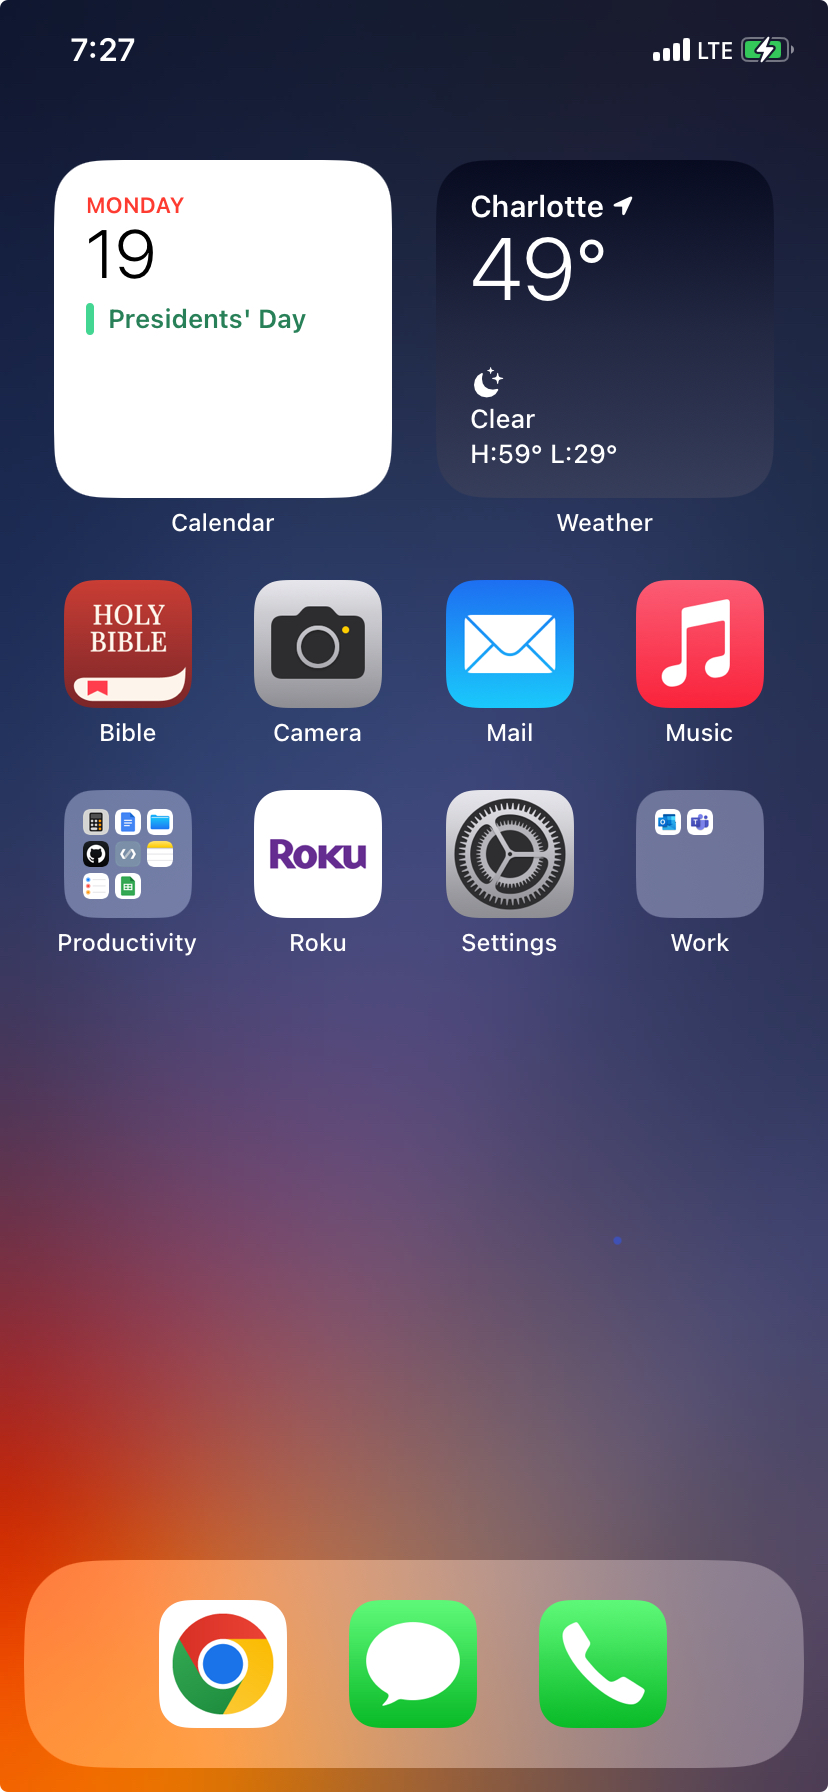 7:27
LTE
MONDAY
19
Presidents' Day
Charlotte
49°
Clear
H:59° L:29°
Calendar
Weather
HOLY
BIBLE
Bible
Camera
Mail
Music
Roku
Productivity
Roku
Settings
Work